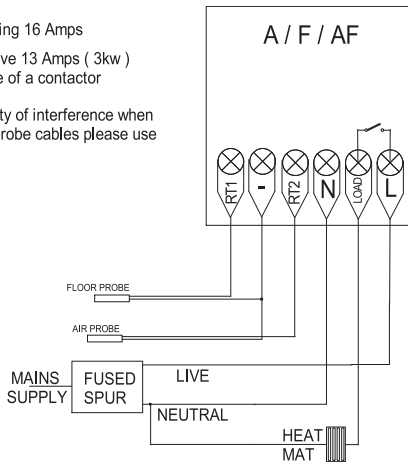 ing 16 Amps
ve 13 Amps ( 3kw )
e of a contactor
ty of interference when
robe cables please use
A / F / AF
RT1 - RT2 N LOAD L
FLOOR PROBE
AIR PROBE
MAINS SUPPLY
FUSED SPUR
LIVE
NEUTRAL
HEAT MAT